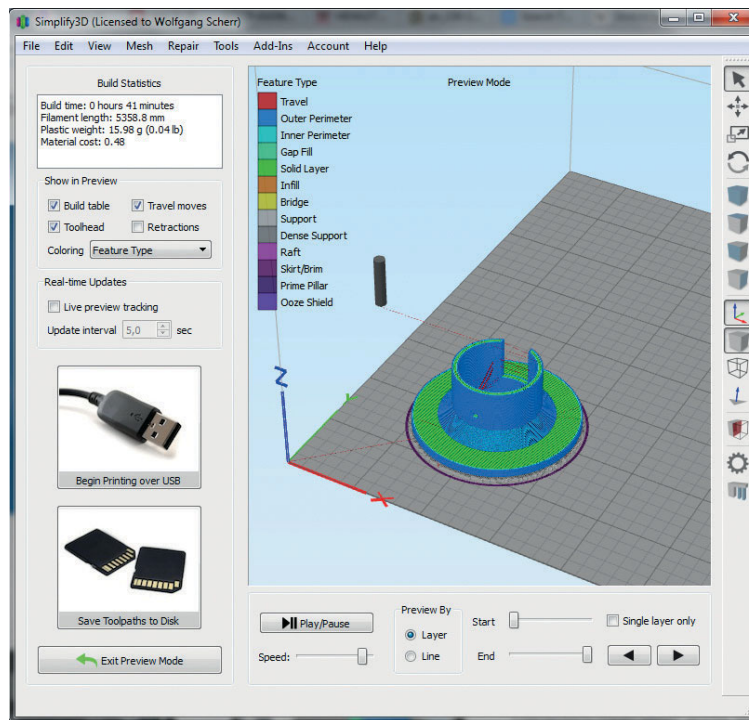 Simplify3D (Licensed to Wolfgang Scherr)
File Edit View Mesh Repair Tools Add-Ins Account Help
Build Statistics
Build time: 0 hours 41 minutes
Filament length: 5358.8 mm
Plastic weight: 15.98 g (0.04 lb)
Material cost: 0.48
Show in Preview
Build table Travel moves
Toolhead Retractions
Coloring Feature Type
Real-time Updates
Live preview tracking
Update interval 5,0 sec
Begin Printing over USB
Save Toolpaths to Disk
Exit Preview Mode
Feature Type
Travel
Outer Perimeter
Inner Perimeter
Gap Fill
Solid Layer
Infill
Bridge
Support
Dense Support
Raft
Skirt/Brim
Prime Pillar
Ooze Shield
Preview Mode
Z
X
Play/Pause
Speed:
Preview By
Layer
Line
Start
End
Single layer only